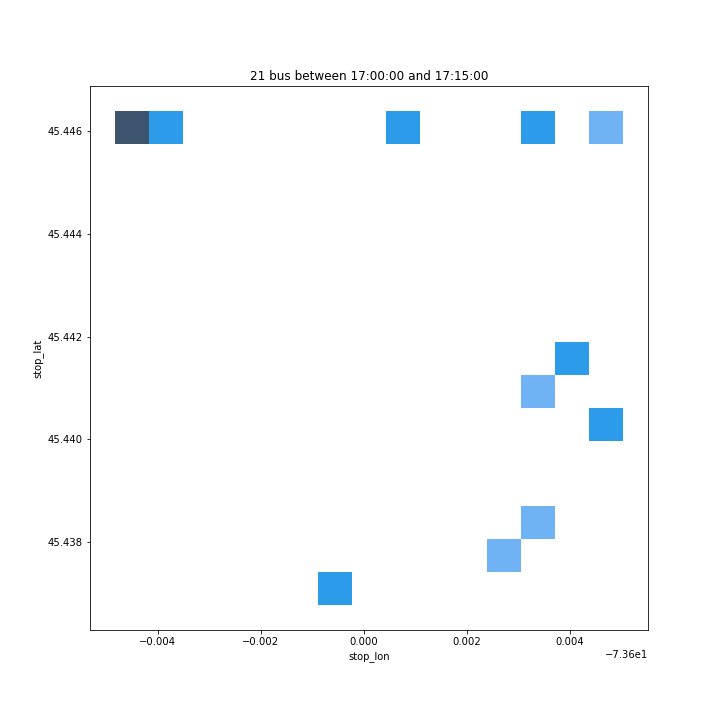 21 bus between 17:00:00 and 17:15:00
45.446
45.444
45.442
45.440
45.438
stop_lat
−0.004 −0.002 0.000 0.002 0.004
stop_lon
−7.36e1